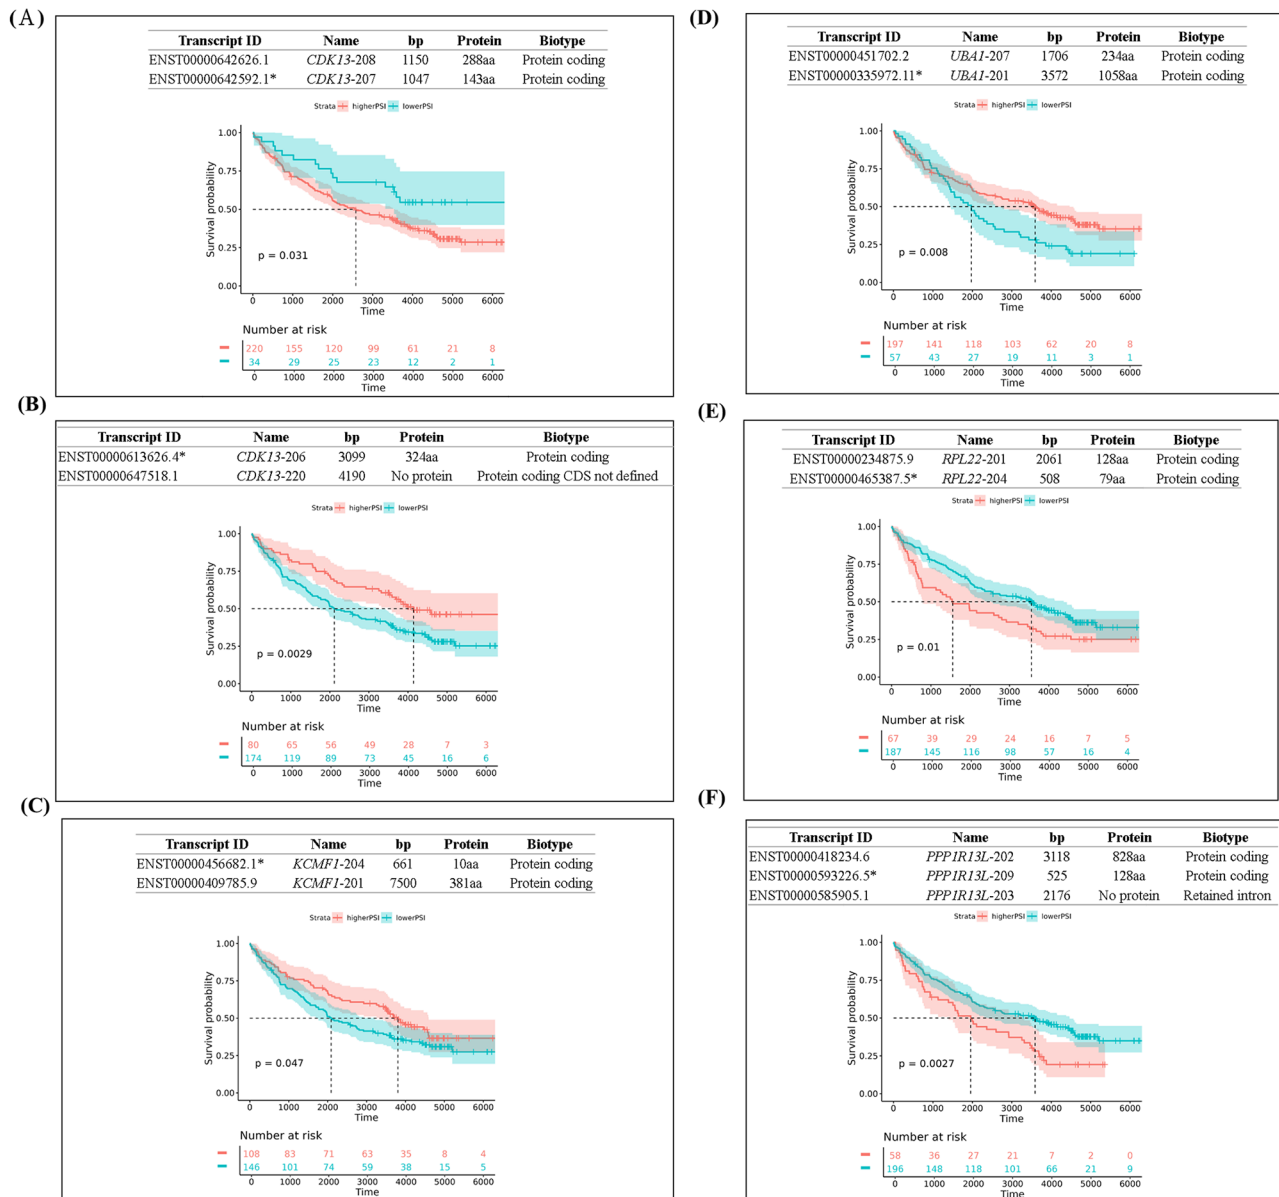 (A)
Transcript ID Name bp Protein Biotype
ENST00000642626.1 CDK13-208 1150 288aa Protein coding
ENST00000642592.1* CDK13-207 1047 143aa Protein coding
Strata higherPSI lowerPSI
Survival probability
1.00
0.75
0.50
0.25
0.00
p = 0.031
0 1000 2000 3000 4000 5000 6000
Time
Number at risk
220 155 120 99 61 21 8
34 29 25 23 12 2 1
0 1000 2000 3000 4000 5000 6000
Time
(B)
Transcript ID Name bp Protein Biotype
ENST00000613626.4* CDK13-206 3099 324aa Protein coding
ENST00000647518.1 CDK13-220 4190 No protein Protein coding CDS not defined
Strata higherPSI lowerPSI
Survival probability
1.00
0.75
0.50
0.25
0.00
p = 0.0029
0 1000 2000 3000 4000 5000 6000
Time
Number at risk
80 65 56 49 28 7 3
174 119 89 73 45 16 6
0 1000 2000 3000 4000 5000 6000
Time
(C)
Transcript ID Name bp Protein Biotype
ENST00000456682.1* KCMF1-204 661 10aa Protein coding
ENST00000409785.9 KCMF1-201 7500 381aa Protein coding
Strata higherPSI lowerPSI
Survival probability
1.00
0.75
0.50
0.25
0.00
p = 0.047
0 1000 2000 3000 4000 5000 6000
Time
Number at risk
108 83 71 63 35 8 4
146 101 74 59 38 15 5
0 1000 2000 3000 4000 5000 6000
Time
(D)
Transcript ID Name bp Protein Biotype
ENST00000451702.2 UBA1-207 1706 234aa Protein coding
ENST00000335972.11* UBA1-201 3572 1058aa Protein coding
Strata higherPSI lowerPSI
Survival probability
1.00
0.75
0.50
0.25
0.00
p = 0.008
0 1000 2000 3000 4000 5000 6000
Time
Number at risk
197 141 118 103 62 20 8
57 43 27 19 11 3 1
0 1000 2000 3000 4000 5000 6000
Time
(E)
Transcript ID Name bp Protein Biotype
ENST00000234875.9 RPL22-201 2061 128aa Protein coding
ENST00000465387.5* RPL22-204 508 79aa Protein coding
Strata higherPSI lowerPSI
Survival probability
1.00
0.75
0.50
0.25
0.00
p = 0.01
0 1000 2000 3000 4000 5000 6000
Time
Number at risk
67 39 29 24 16 7 5
187 145 116 98 57 16 4
0 1000 2000 3000 4000 5000 6000
Time
(F)
Transcript ID Name bp Protein Biotype
ENST00000418234.6 PPP1R13L-202 3118 828aa Protein coding
ENST00000593226.5* PPP1R13L-209 525 128aa Protein coding
ENST00000585905.1 PPP1R13L-203 2176 No protein Retained intron
Strata higherPSI lowerPSI
Survival probability
1.00
0.75
0.50
0.25
0.00
p = 0.0027
0 1000 2000 3000 4000 5000 6000
Time
Number at risk
58 36 27 21 7 2 0
196 148 118 101 66 21 9
0 1000 2000 3000 4000 5000 6000
Time